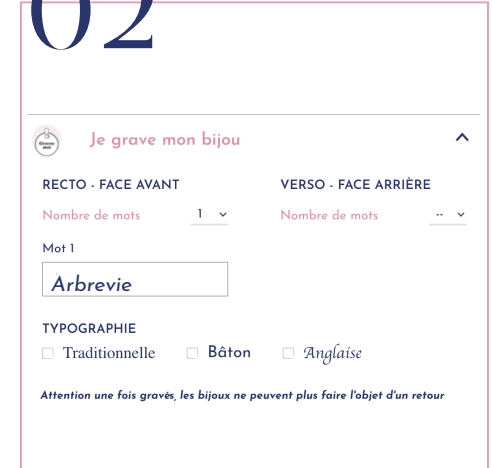 02
Je grave mon bijou
RECTO - FACE AVANT
VERSO - FACE ARRIÈRE
Nombre de mots 1
Nombre de mots --
Mot 1
Arbrevie
TYPOGRAPHIE
Traditionnelle Bâton Anglaise
Attention une fois gravés, les bijoux ne peuvent plus faire l'objet d'un retour